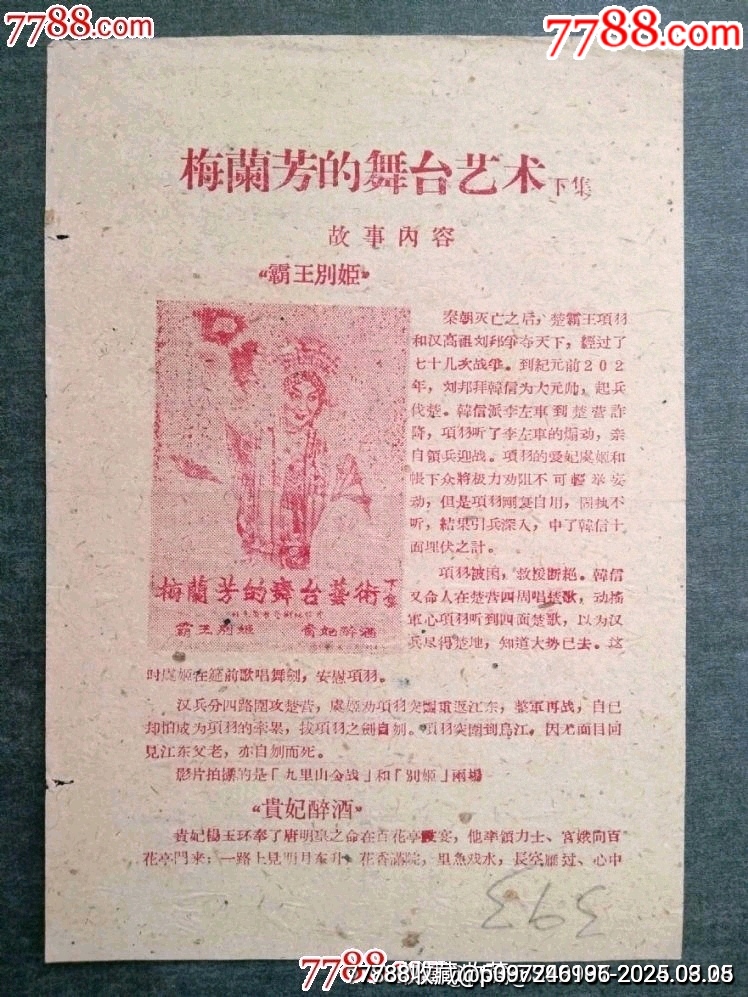 7788.com
7788.com
梅蘭芳的舞台艺术下集
故事內容
“霸王別姬”
秦朝灭亡之后，楚霸王項羽
和汉高祖刘邦爭夺天下，經过了
七十几次战爭。到紀元前202
年，刘邦拜韓信为大元帅，起兵
伐楚。韓信派李左車到楚营詐
降，項羽听了李左車的煽动，亲
自領兵迎战。項羽的爱妃虞姬和
帳下众將极力劝阻不可輕举妄
动，但是項羽剛愎自用，固执不
听，結果引兵深入，中了韓信十
面埋伏之計。
項羽被困，救援断絕。韓信
又命人在楚营四周唱楚歌，动搖
軍心項羽听到四面楚歌，以为汉
兵尽得楚地，知道大势已去。这
梅蘭芳的舞台藝術下集
霸王別姬 貴妃醉酒
时虞姬在筵前歌唱舞劍，安慰項羽。
汉兵分四路圍攻楚营，虞姬劝項羽突圍重返江东，整軍再战，自己
却怕成为項羽的牽累，拔項羽之劍自刎。項羽突圍到烏江，因无面目回
見江东父老，亦自刎而死。
影片拍攝的是「九里山会战」和「別姬」兩場
“貴妃醉酒”
貴妃楊玉环奉了唐明皇之命在百花亭設宴，他率領力士、宫娥向百
花亭門来；一路上見明月东升，花香滿院，里魚戏水，長空雁过、心中
393
7788.com
7788收藏@p097246196-2025.03.05